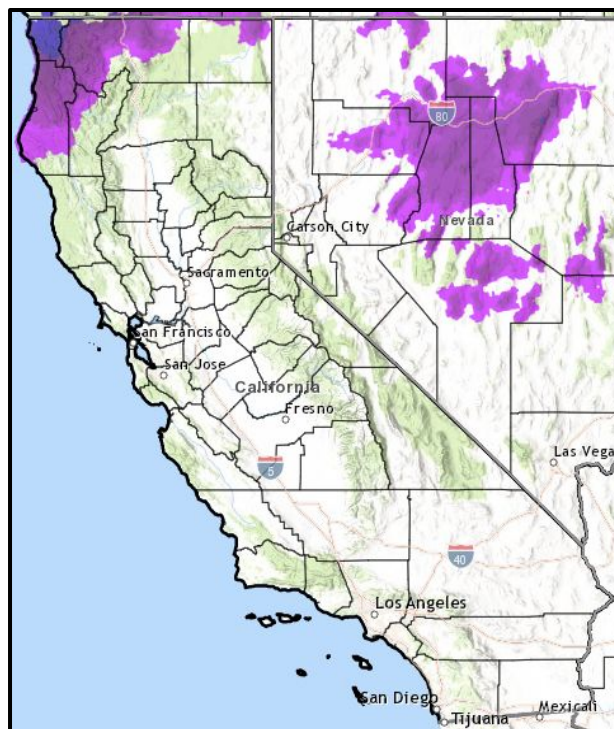 80
Nevada
Carson City
Sacramento
San Francisco
San Jose
California
Fresno
5
Las Vega
40
Los Angeles
San Diego
Mexicali
Tijuana